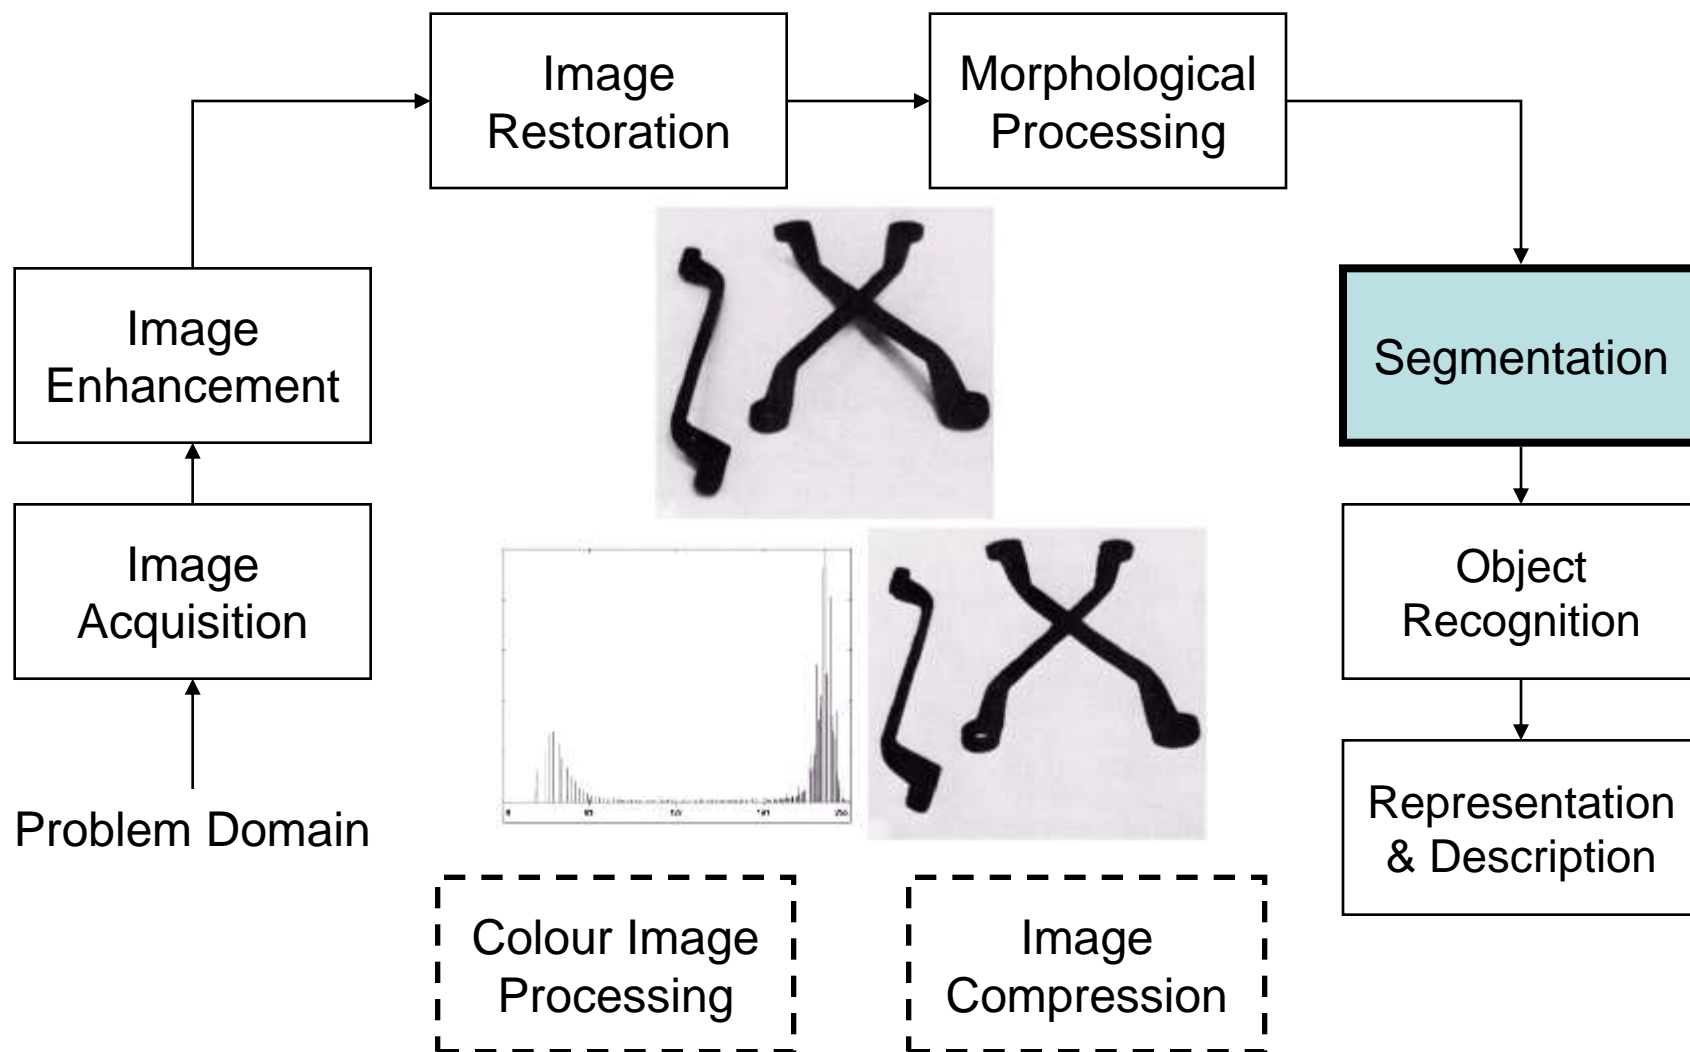 Image
Restoration
Morphological
Processing
Image
Enhancement
Segmentation
Image
Acquisition
Object
Recognition
Problem Domain
Representation
& Description
Colour Image
Processing
Image
Compression